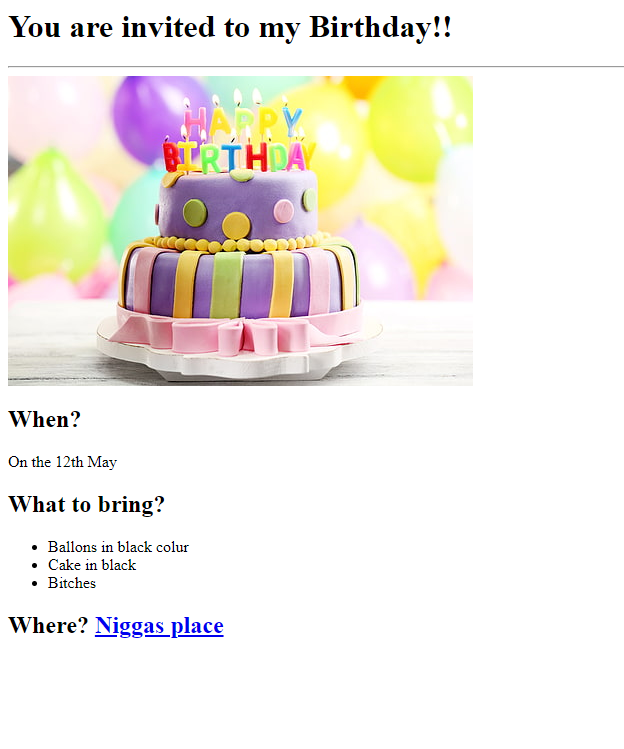 You are invited to my Birthday!!
HAPPY
BIRTHDAY
When?
On the 12th May
What to bring?
Ballons in black colur
Cake in black
Bitches
Where? Niggas place